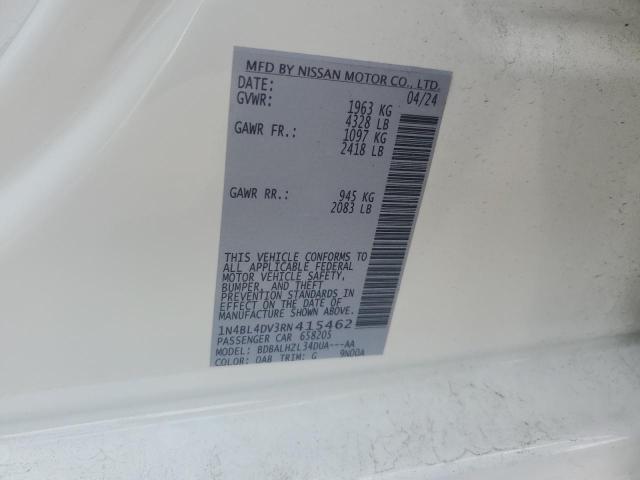 MFD BY NISSAN MOTOR CO., LTD.
DATE: 04/24
GVWR: 1963 KG
4328 LB
GAWR FR.: 1097 KG
2418 LB
GAWR RR.: 945 KG
2083 LB
THIS VEHICLE CONFORMS TO
ALL APPLICABLE FEDERAL
MOTOR VEHICLE SAFETY,
BUMPER, AND THEFT
PREVENTION STANDARDS IN
EFFECT ON THE DATE OF
MANUFACTURE SHOWN ABOVE.
1N4BL4DV3RN415462
PASSENGER CAR 658205
MODEL: BDBALHZL34DUA---AA
COLOR: QAB TRIM: G 9N00A